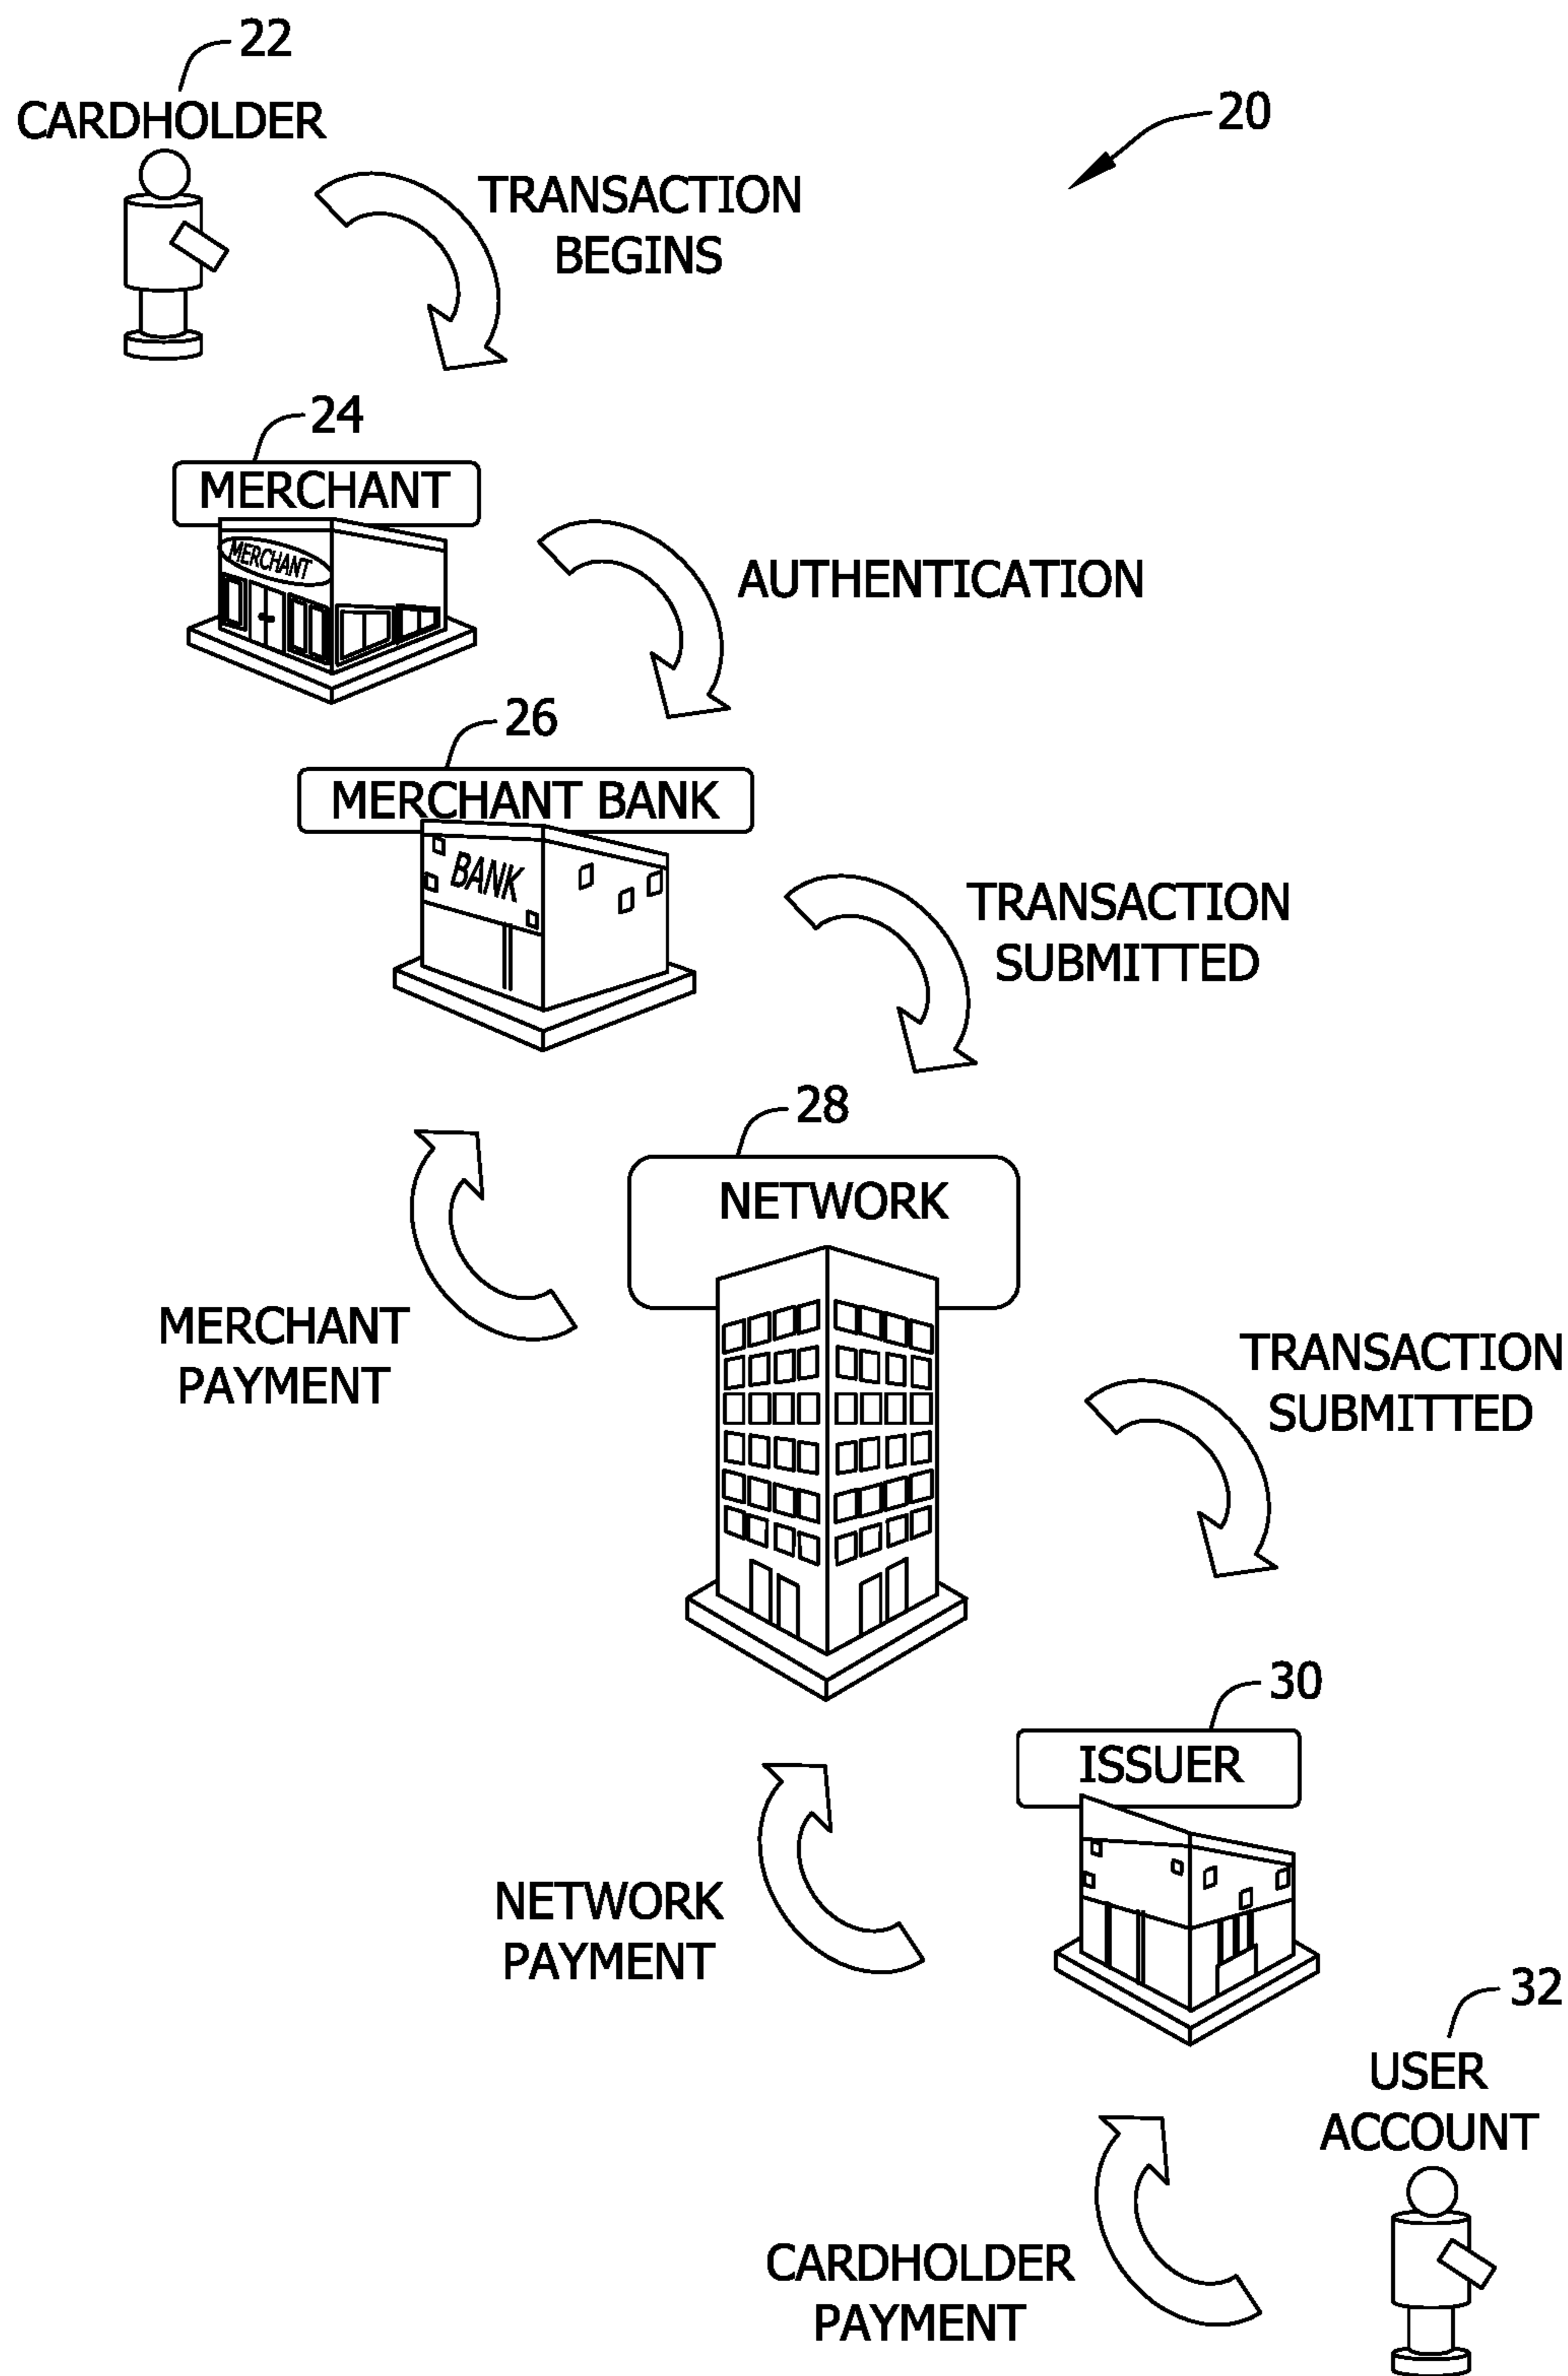 22
CARDHOLDER
20
TRANSACTION
BEGINS
24
MERCHANT
MERCHANT
AUTHENTICATION
26
MERCHANT BANK
BANK
TRANSACTION
SUBMITTED
28
NETWORK
MERCHANT
PAYMENT
TRANSACTION
SUBMITTED
30
ISSUER
NETWORK
PAYMENT
32
USER
ACCOUNT
CARDHOLDER
PAYMENT